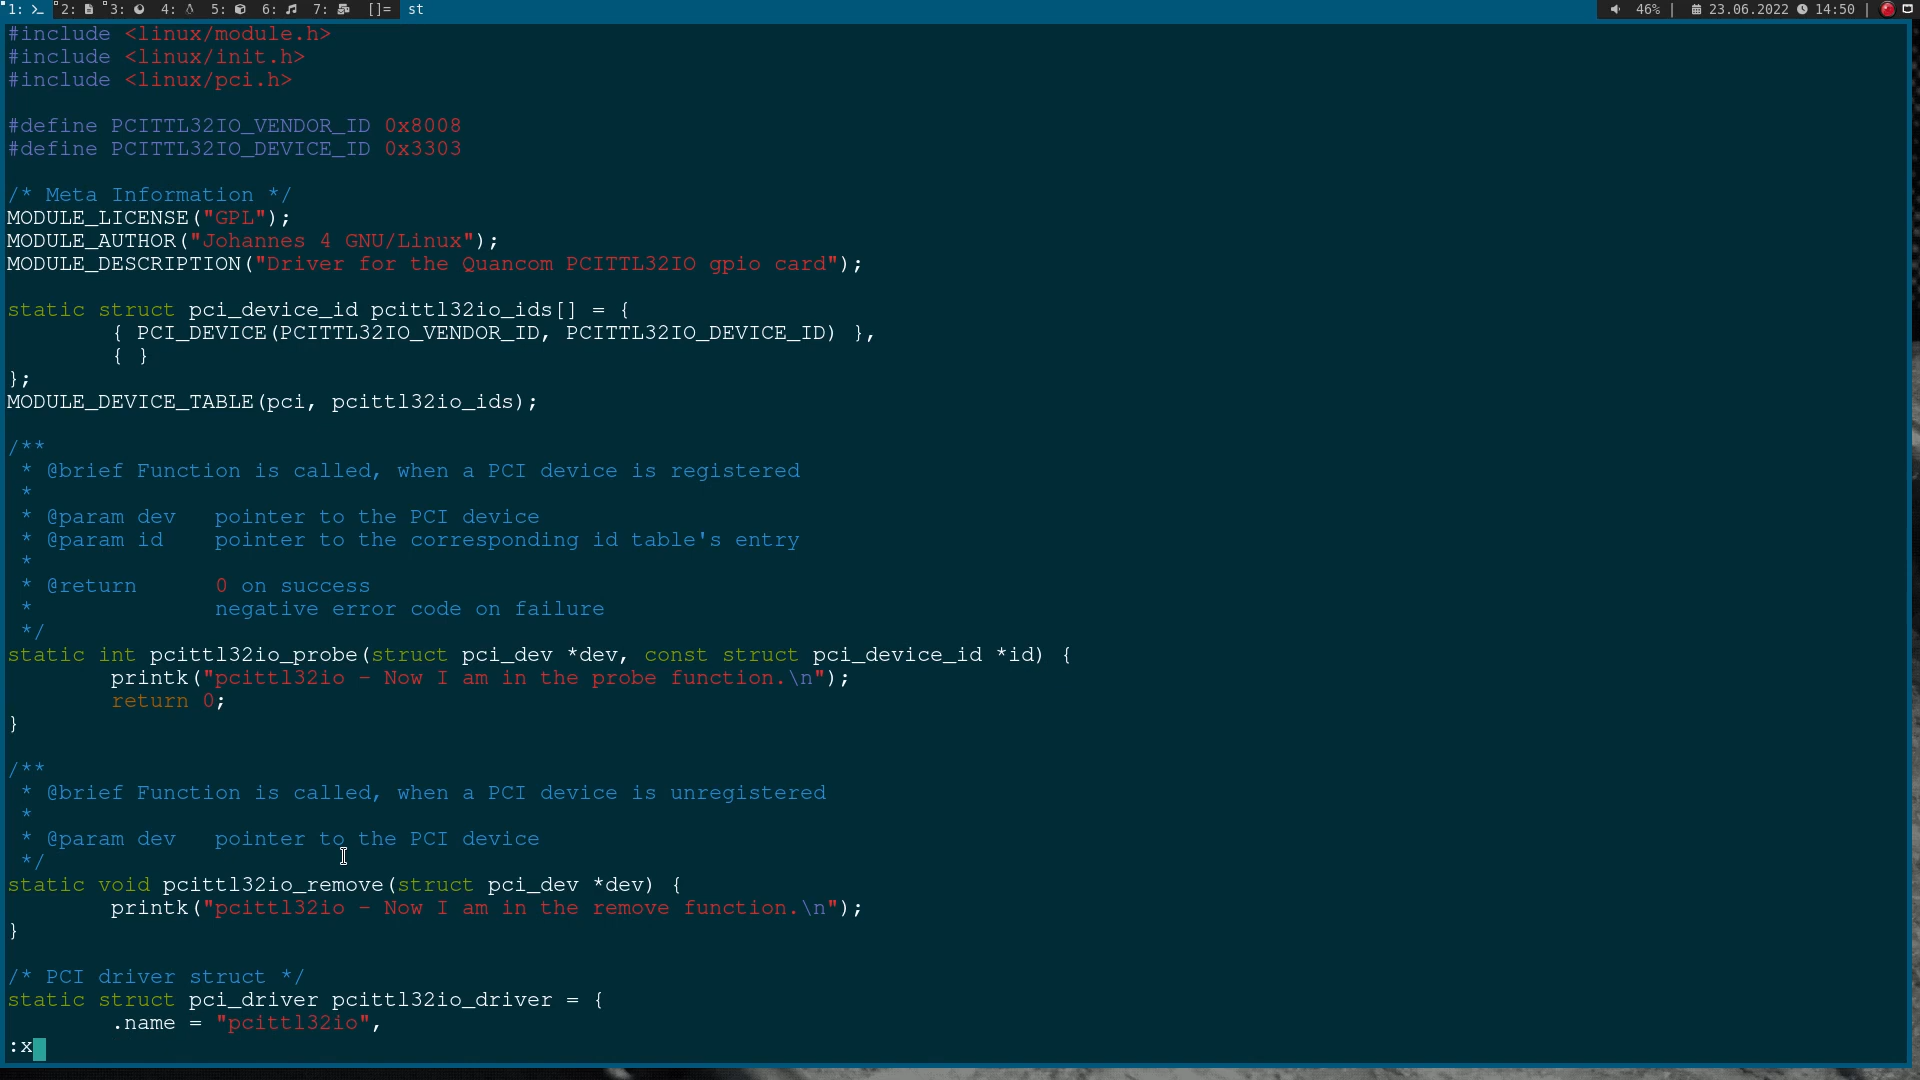 1: 2: 3: 4: 5: 6: 7: []= st 46% | 23.06.2022 14:50 |
#include <linux/module.h>
#include <linux/init.h>
#include <linux/pci.h>
#define PCITTL32IO_VENDOR_ID 0x8008
#define PCITTL32IO_DEVICE_ID 0x3303
/* Meta Information */
MODULE_LICENSE("GPL");
MODULE_AUTHOR("Johannes 4 GNU/Linux");
MODULE_DESCRIPTION("Driver for the Quancom PCITTL32IO gpio card");
static struct pci_device_id pcittl32io_ids[] = {
{ PCI_DEVICE(PCITTL32IO_VENDOR_ID, PCITTL32IO_DEVICE_ID) },
{ }
};
MODULE_DEVICE_TABLE(pci, pcittl32io_ids);
/**
* @brief Function is called, when a PCI device is registered
*
* @param dev pointer to the PCI device
* @param id pointer to the corresponding id table's entry
*
* @return 0 on success
* negative error code on failure
*/
static int pcittl32io_probe(struct pci_dev *dev, const struct pci_device_id *id) {
printk("pcittl32io - Now I am in the probe function.\n");
return 0;
}
/**
* @brief Function is called, when a PCI device is unregistered
*
* @param dev pointer to the PCI device
*/
static void pcittl32io_remove(struct pci_dev *dev) {
printk("pcittl32io - Now I am in the remove function.\n");
}
/* PCI driver struct */
static struct pci_driver pcittl32io_driver = {
.name = "pcittl32io",
:x